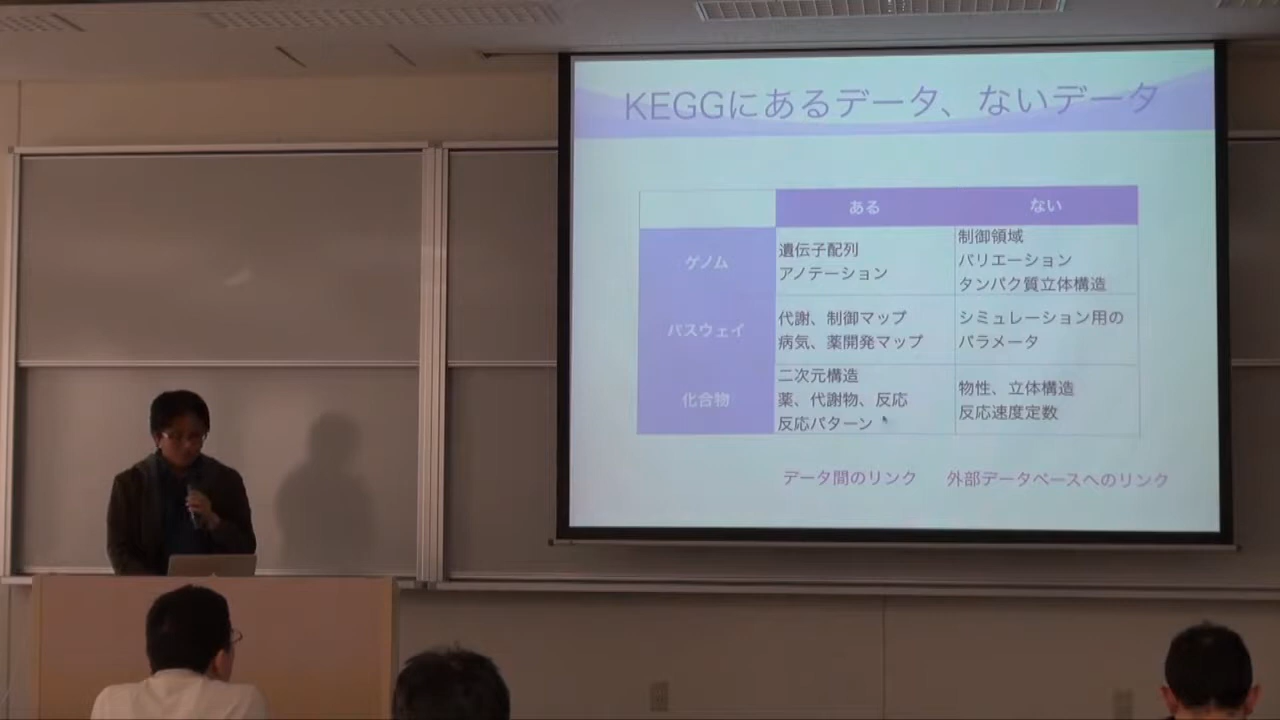 KEGGにあるデータ、ないデータ
ある
ない
ゲノム
遺伝子配列
アノテーション
制御領域
バリエーション
タンパク質立体構造
パスウェイ
代謝、制御マップ
病気、薬開発マップ
シミュレーション用の
パラメータ
化合物
二次元構造
薬、代謝物、反応
反応パターン
物性、立体構造
反応速度定数
データ間のリンク
外部データベースへのリンク